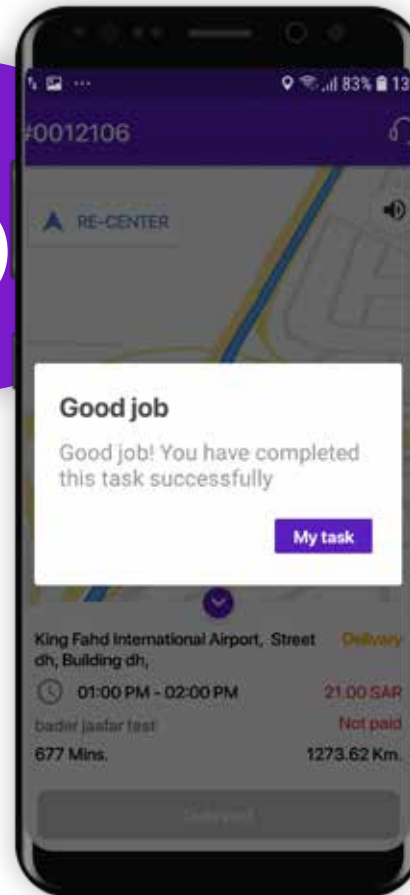 83% 13
#0012106
RE-CENTER
Good job
Good job! You have completed
this task successfully
My task
King Fahd International Airport, Street
dh, Building dh,
Delivery
01:00 PM - 02:00 PM
21.00 SAR
bader jaafar test
Not paid
677 Mins.
1273.62 Km.